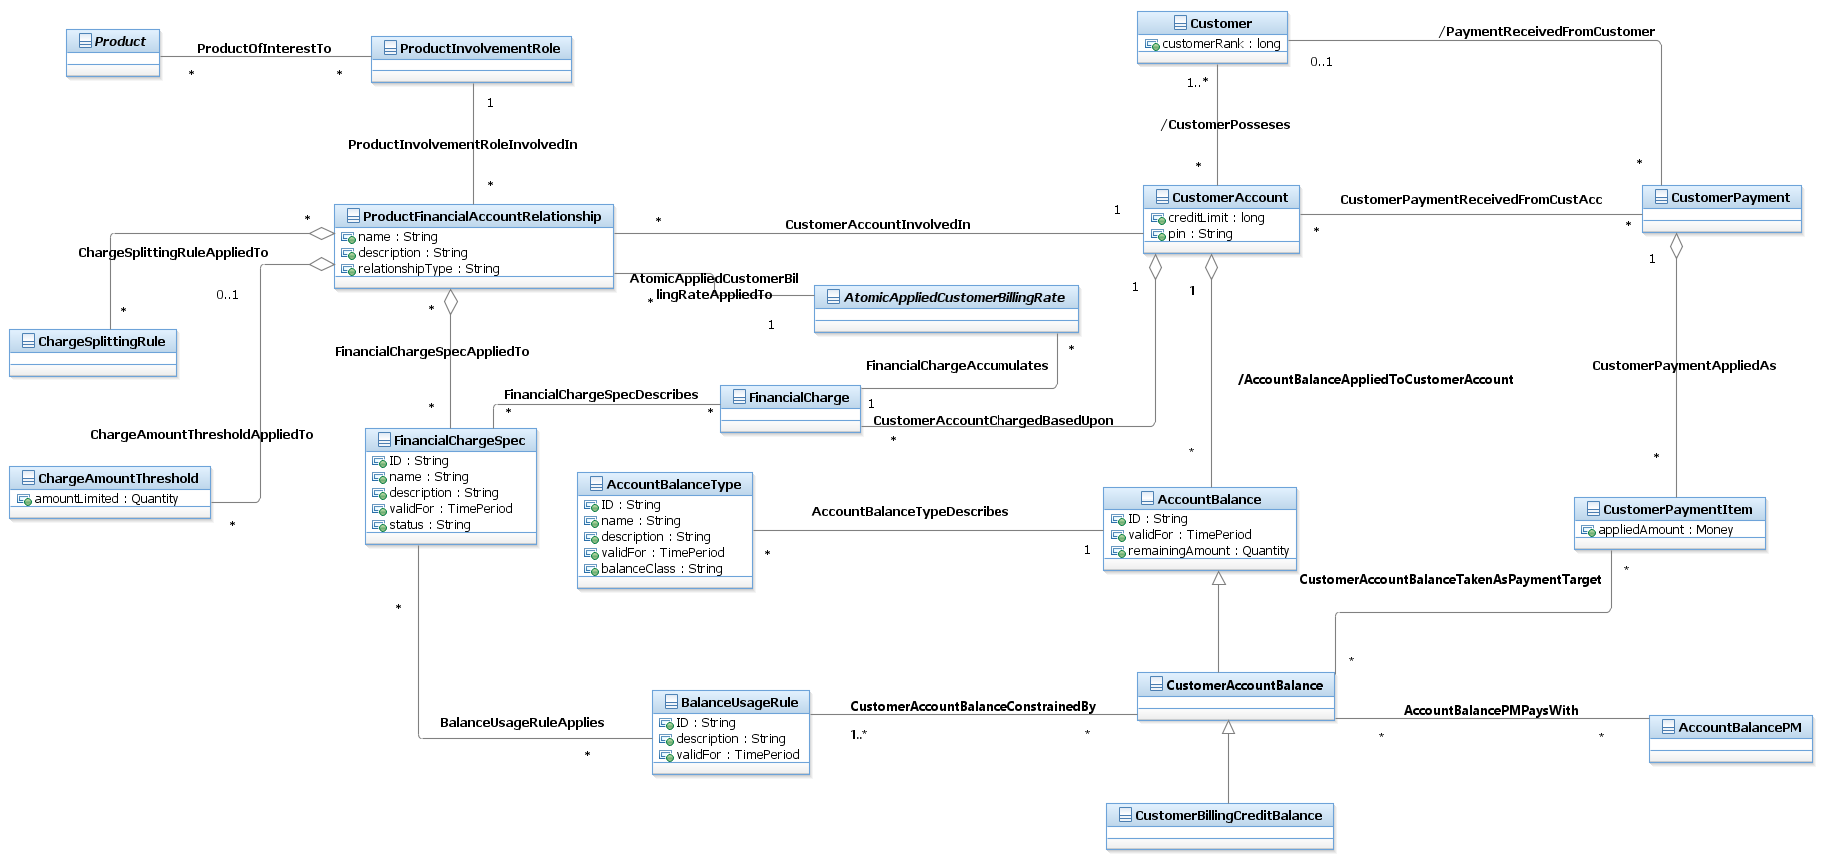 Product
ProductOfInterestTo
*
*
ProductInvolvementRole
1
ProductInvolvementRoleInvolvedIn
*
Customer
customerRank : long
/PaymentReceivedFromCustomer
0..1
*
1..*
/CustomerPosseses
*
ProductFinancialAccountRelationship
name : String
description : String
relationshipType : String
*
CustomerAccountInvolvedIn
1
CustomerAccount
creditLimit : long
pin : String
CustomerPaymentReceivedFromCustAcc
*
*
CustomerPayment
*
ChargeSplittingRuleAppliedTo
*
ChargeSplittingRule
0..1
ChargeAmountThresholdAppliedTo
*
ChargeAmountThreshold
amountLimited : Quantity
AtomicAppliedCustomerBil
lingRateAppliedTo
*
1
AtomicAppliedCustomerBillingRate
*
FinancialChargeAccumulates
1
*
FinancialChargeSpecAppliedTo
*
FinancialChargeSpecDescribes
*
*
FinancialCharge
1
CustomerAccountChargedBasedUpon
*
1
/AccountBalanceAppliedToCustomerAccount
*
1
CustomerPaymentAppliedAs
*
FinancialChargeSpec
ID : String
name : String
description : String
validFor : TimePeriod
status : String
AccountBalanceType
ID : String
name : String
description : String
validFor : TimePeriod
balanceClass : String
AccountBalanceTypeDescribes
*
1
AccountBalance
ID : String
validFor : TimePeriod
remainingAmount : Quantity
CustomerPaymentItem
appliedAmount : Money
CustomerAccountBalanceTakenAsPaymentTarget
*
*
*
BalanceUsageRuleApplies
*
BalanceUsageRule
ID : String
description : String
validFor : TimePeriod
CustomerAccountBalanceConstrainedBy
1..*
*
CustomerAccountBalance
AccountBalancePMPaysWith
*
*
AccountBalancePM
CustomerBillingCreditBalance